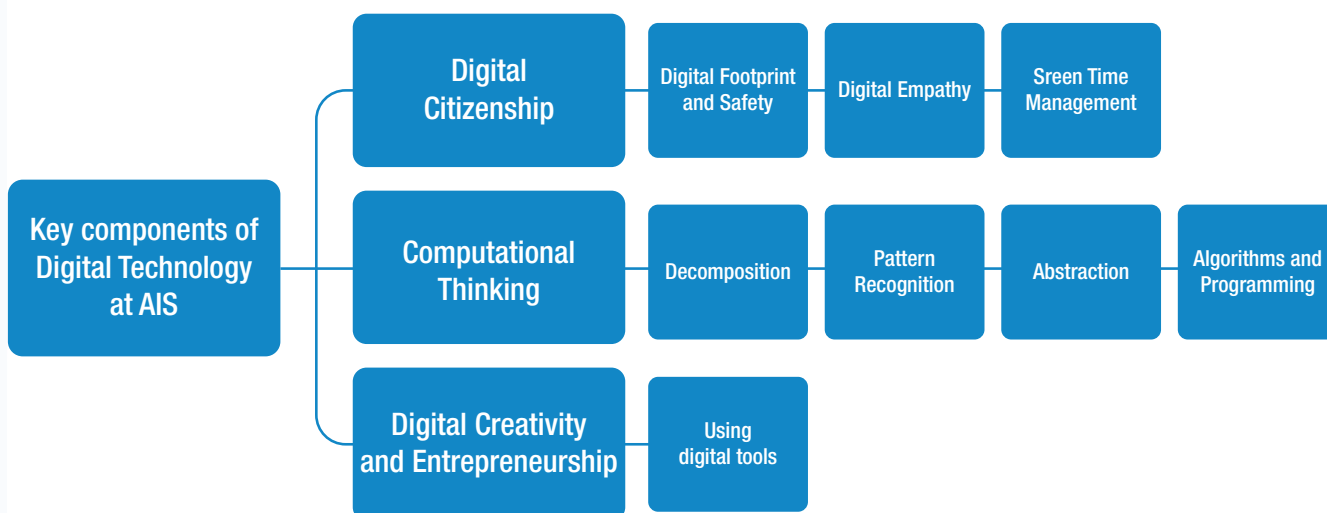 Key components of
Digital Technology
at AIS
Digital
Citizenship
Digital Footprint
and Safety
Digital Empathy
Sreen Time
Management
Computational
Thinking
Decomposition
Pattern
Recognition
Abstraction
Algorithms and
Programming
Digital Creativity
and Entrepreneurship
Using
digital tools